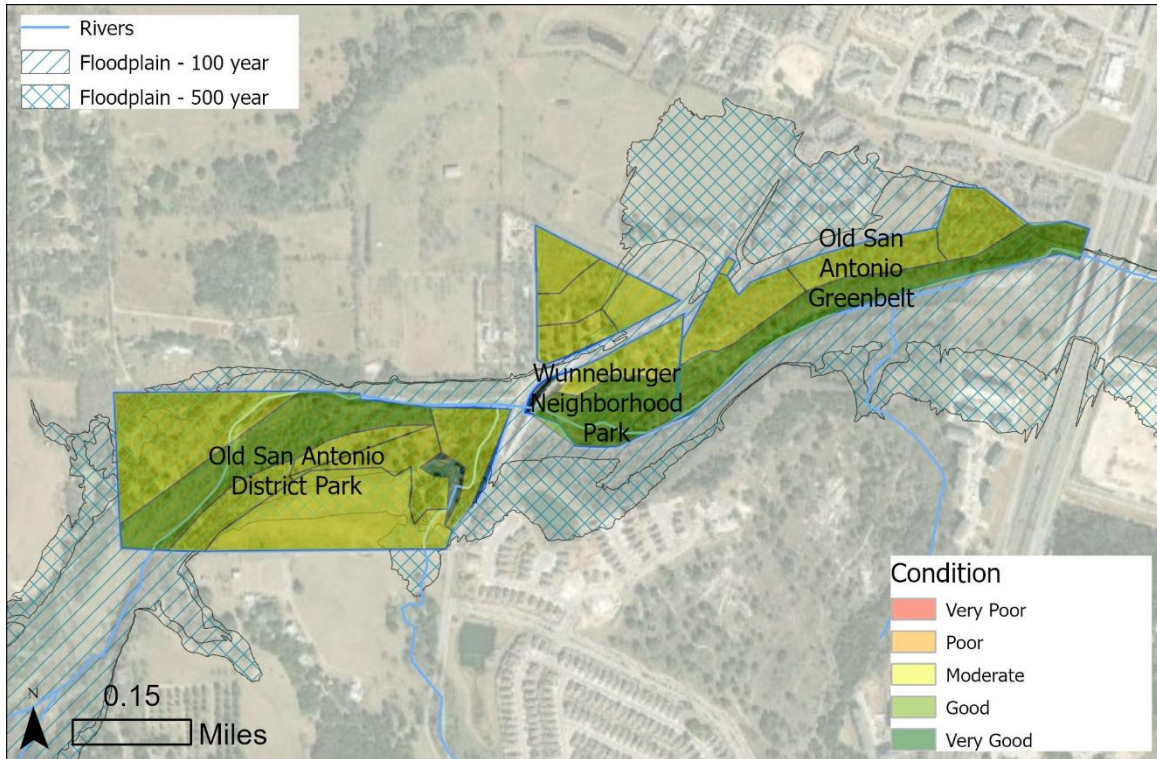 Rivers
Floodplain - 100 year
Floodplain - 500 year
Old San
Antonio
Greenbelt
Wunneburger
Neighborhood
Park
Old San Antonio
District Park
N
0.15
Miles
Condition
Very Poor
Poor
Moderate
Good
Very Good